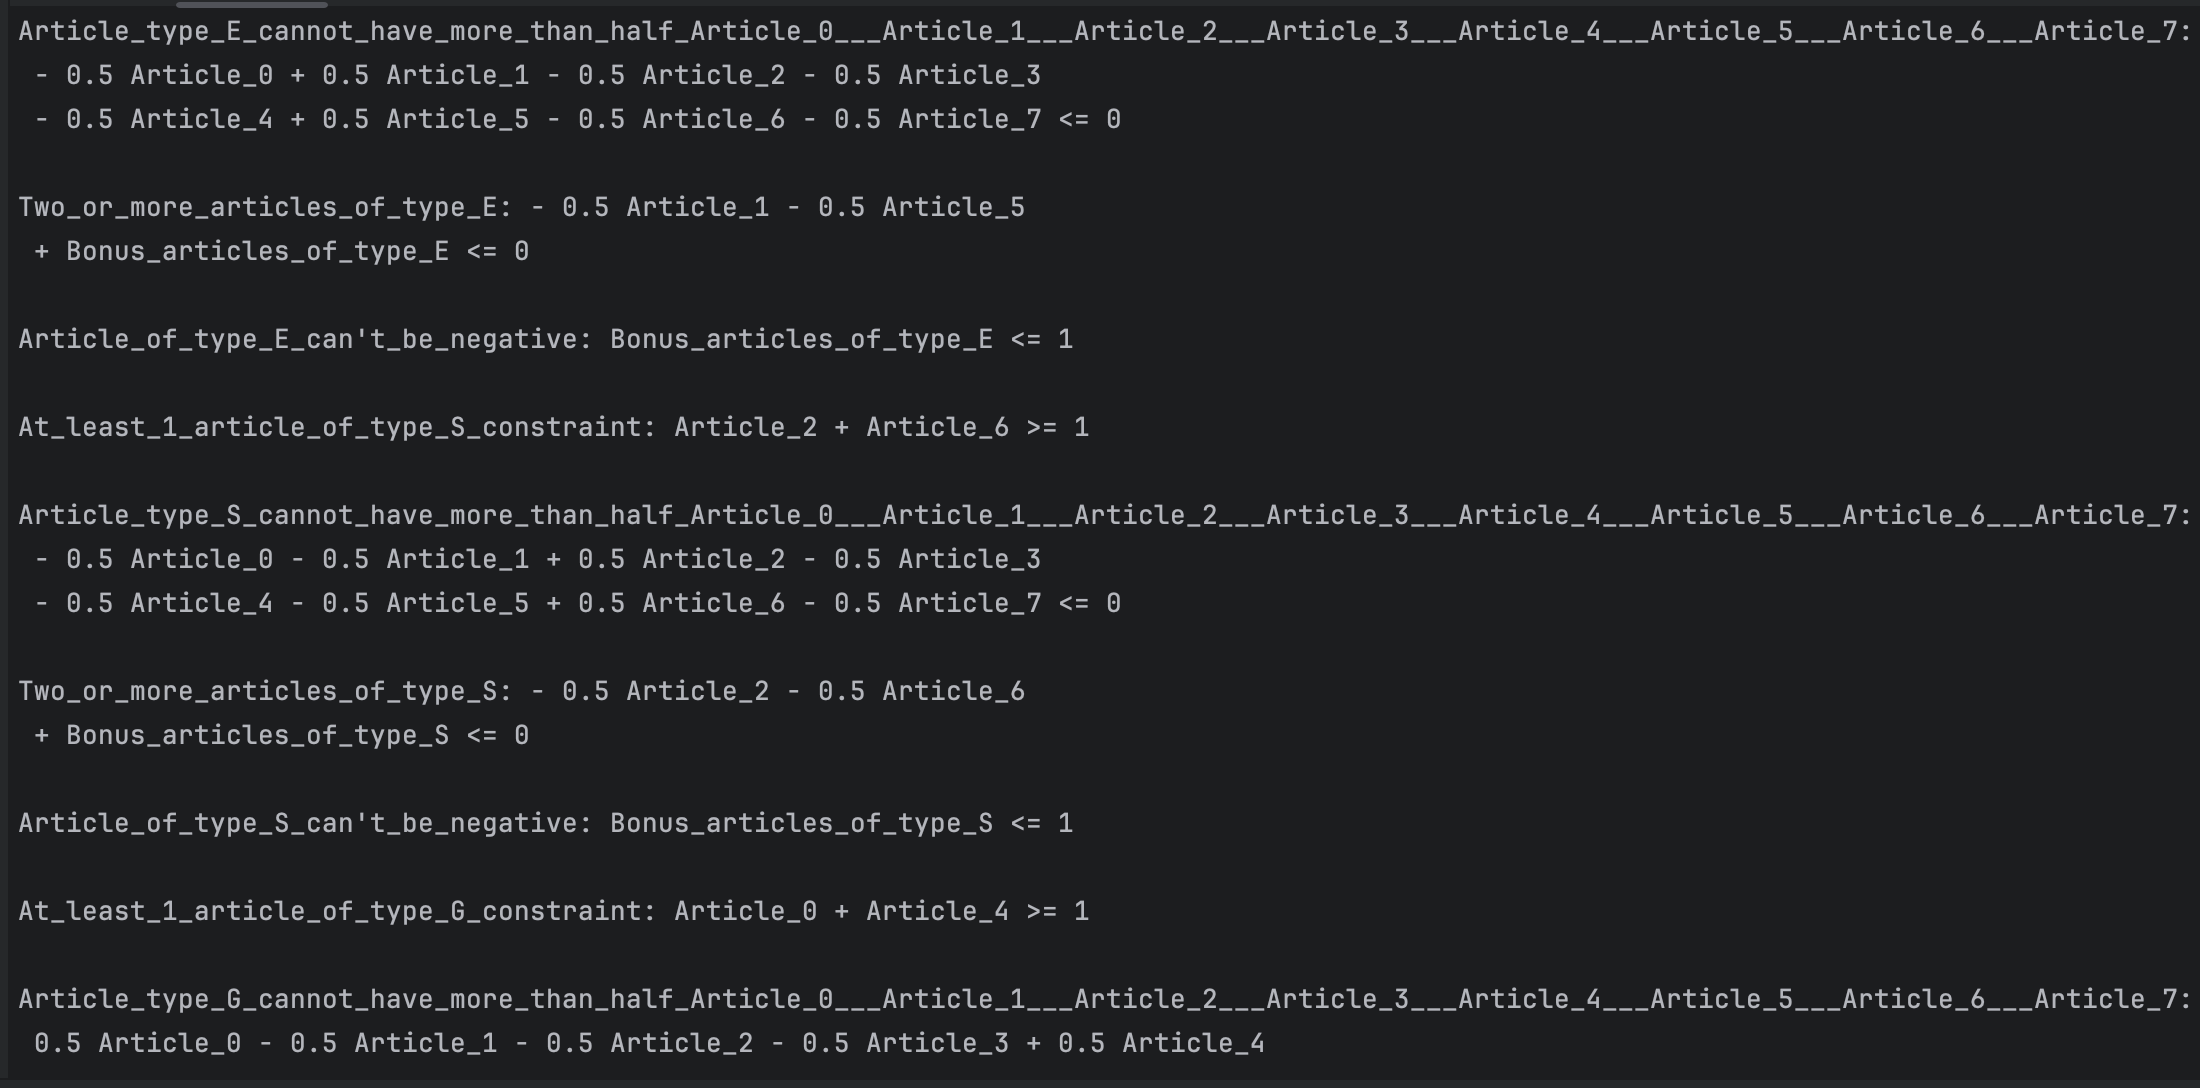 Article_type_E_cannot_have_more_than_half_Article_0___Article_1___Article_2___Article_3___Article_4___Article_5___Article_6___Article_7:
- 0.5 Article_0 + 0.5 Article_1 - 0.5 Article_2 - 0.5 Article_3
- 0.5 Article_4 + 0.5 Article_5 - 0.5 Article_6 - 0.5 Article_7 <= 0
Two_or_more_articles_of_type_E: - 0.5 Article_1 - 0.5 Article_5
+ Bonus_articles_of_type_E <= 0
Article_of_type_E_can't_be_negative: Bonus_articles_of_type_E <= 1
At_least_1_article_of_type_S_constraint: Article_2 + Article_6 >= 1
Article_type_S_cannot_have_more_than_half_Article_0___Article_1___Article_2___Article_3___Article_4___Article_5___Article_6___Article_7:
- 0.5 Article_0 - 0.5 Article_1 + 0.5 Article_2 - 0.5 Article_3
- 0.5 Article_4 - 0.5 Article_5 + 0.5 Article_6 - 0.5 Article_7 <= 0
Two_or_more_articles_of_type_S: - 0.5 Article_2 - 0.5 Article_6
+ Bonus_articles_of_type_S <= 0
Article_of_type_S_can't_be_negative: Bonus_articles_of_type_S <= 1
At_least_1_article_of_type_G_constraint: Article_0 + Article_4 >= 1
Article_type_G_cannot_have_more_than_half_Article_0___Article_1___Article_2___Article_3___Article_4___Article_5___Article_6___Article_7:
0.5 Article_0 - 0.5 Article_1 - 0.5 Article_2 - 0.5 Article_3 + 0.5 Article_4